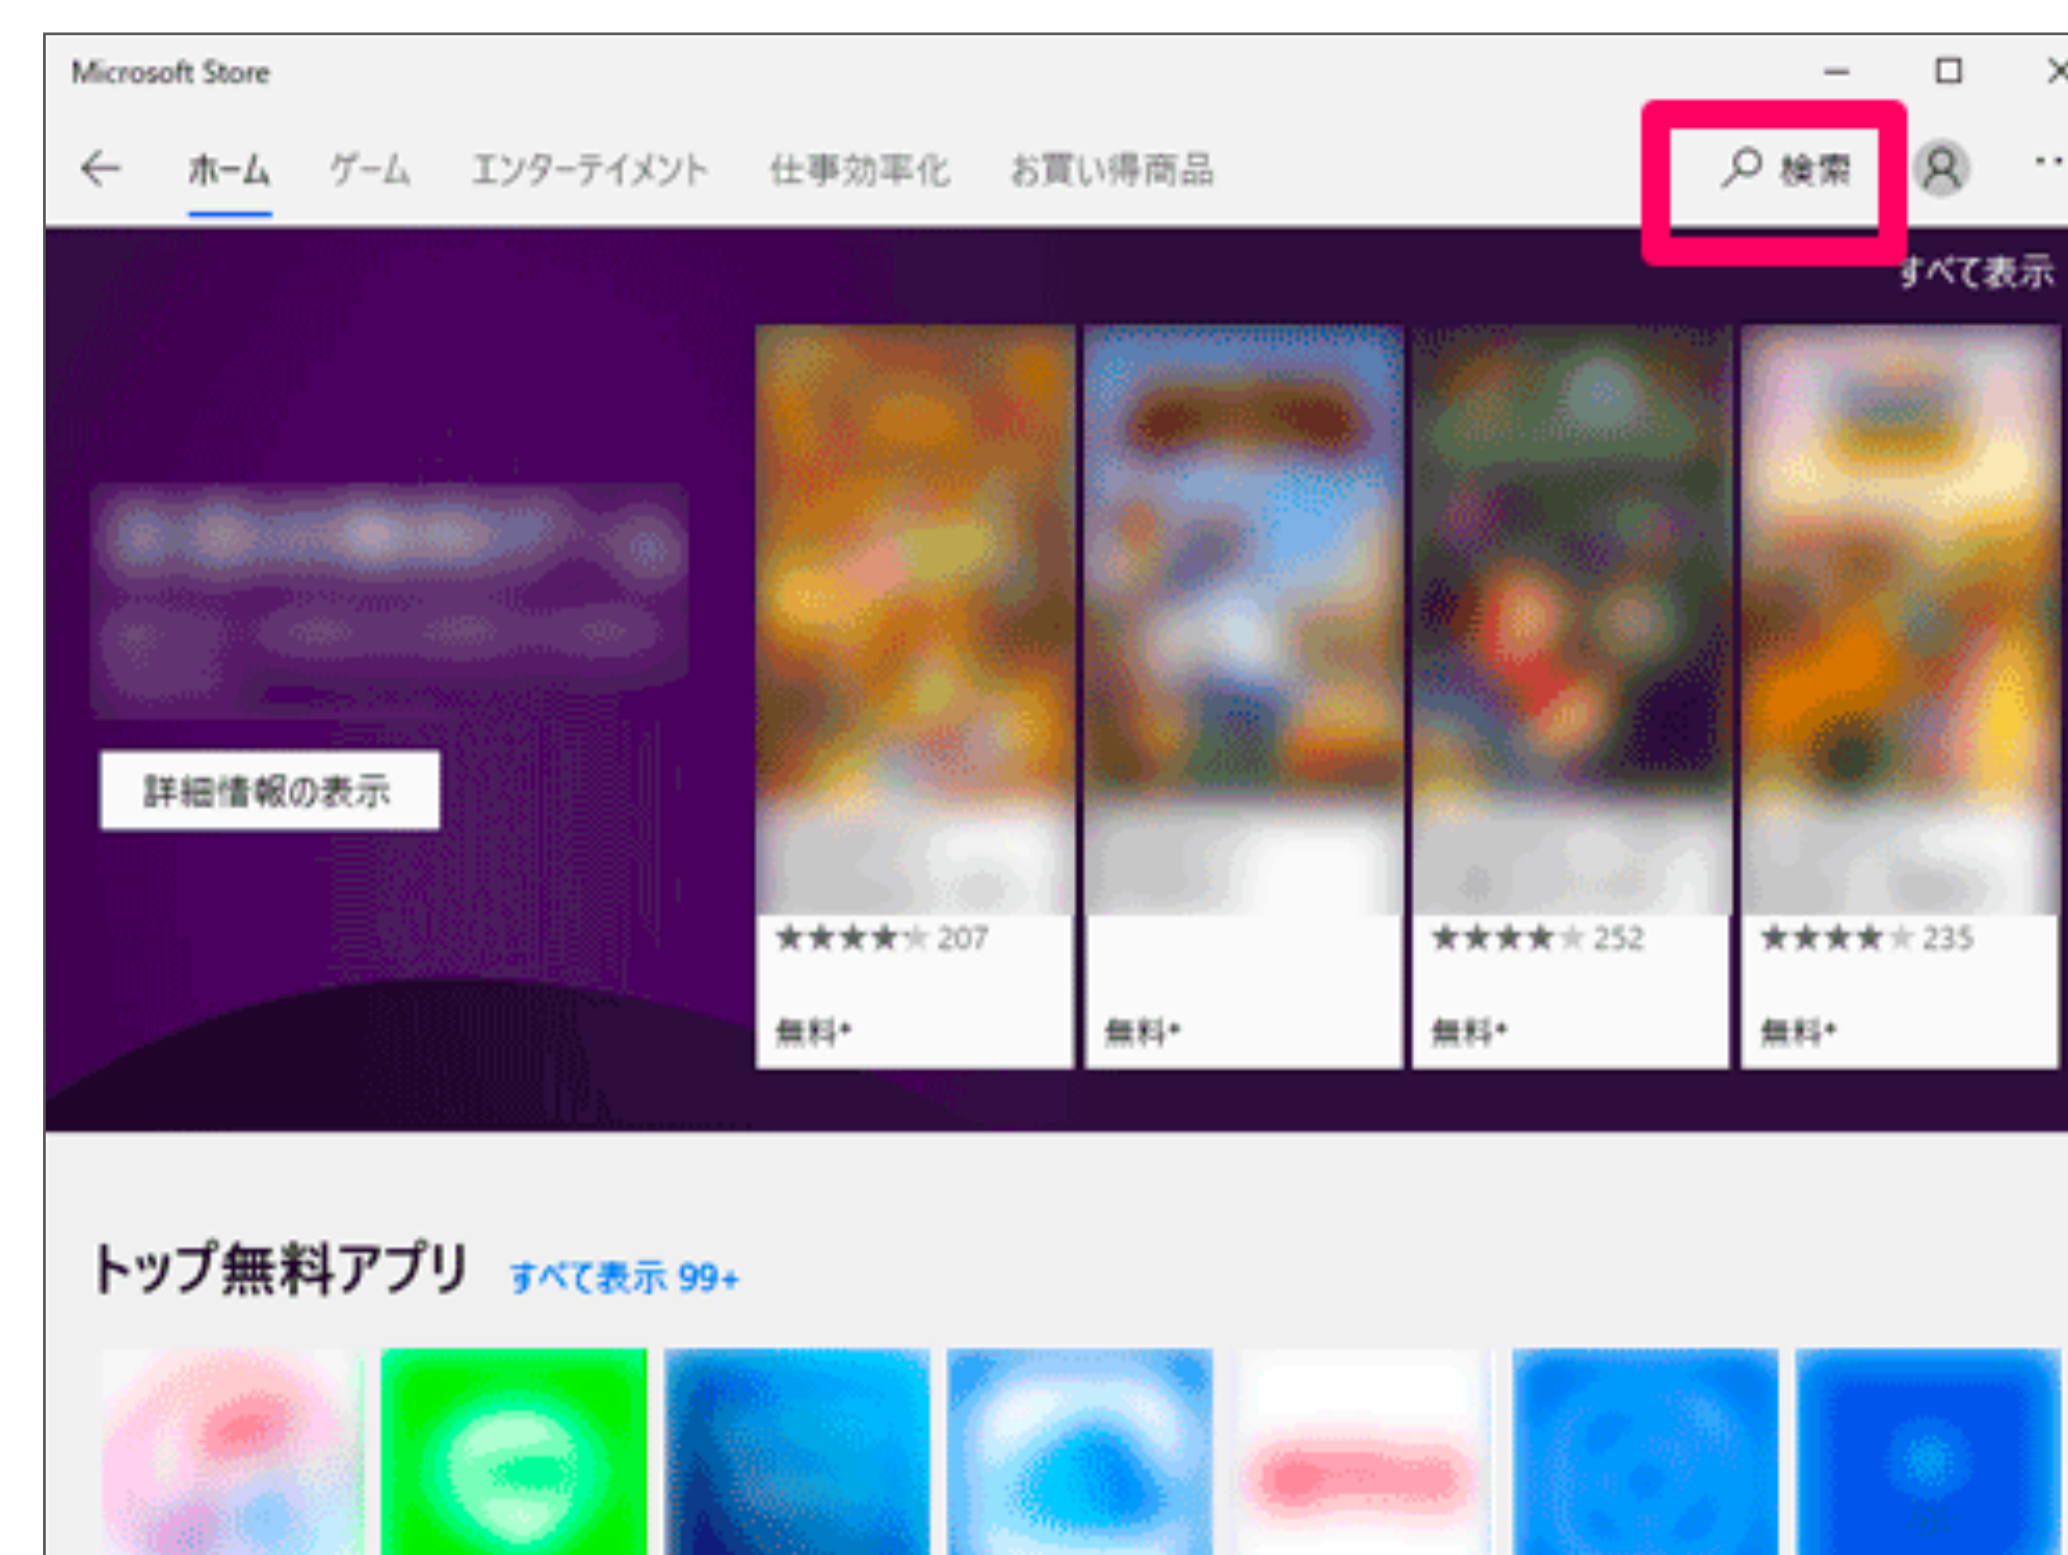 Microsoft Store
ホーム ゲーム エンターテイメント 仕事効率化 お買い得商品 検索
すべて表示
詳細情報の表示
★★★★★ 207 ★★★★★ 252 ★★★★★ 235
無料* 無料* 無料* 無料*
トップ無料アプリ すべて表示 99+